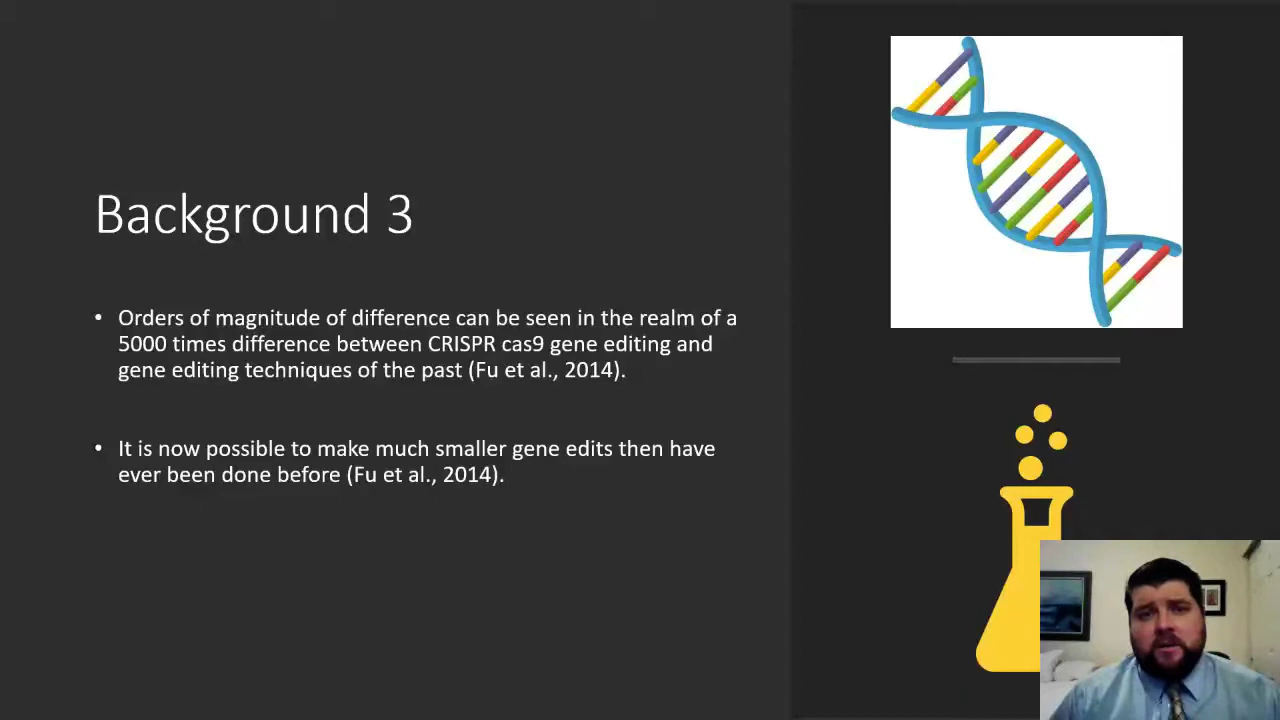 Background 3
• Orders of magnitude of difference can be seen in the realm of a
5000 times difference between CRISPR cas9 gene editing and
gene editing techniques of the past (Fu et al., 2014).
• It is now possible to make much smaller gene edits then have
ever been done before (Fu et al., 2014).